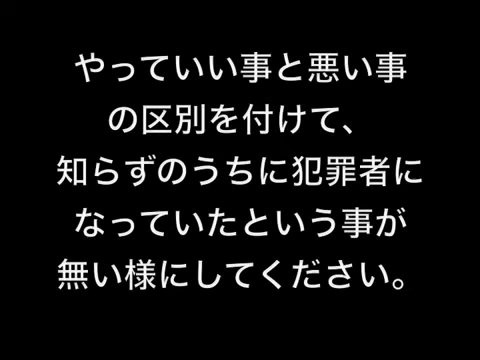 やっていい事と悪い事
の区別を付けて、
知らずのうちに犯罪者に
なっていたという事が
無い様にしてください。